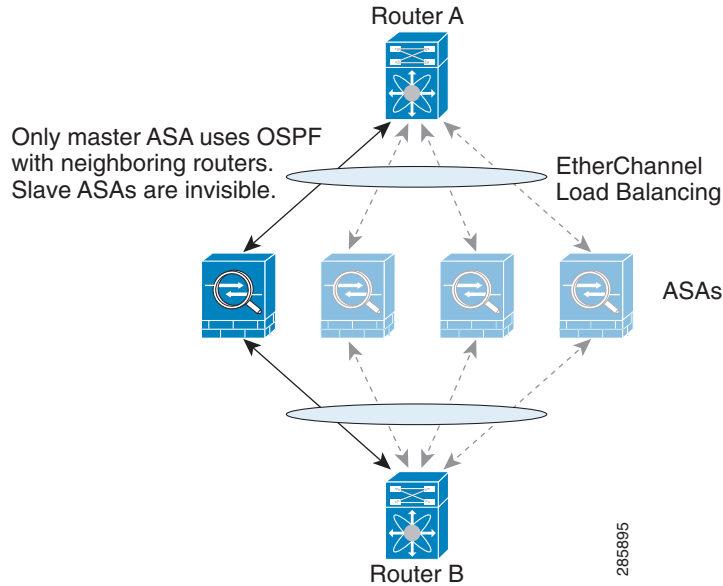 Router A
Only master ASA uses OSPF
with neighboring routers.
Slave ASAs are invisible.
EtherChannel
Load Balancing
ASAs
Router B
285895